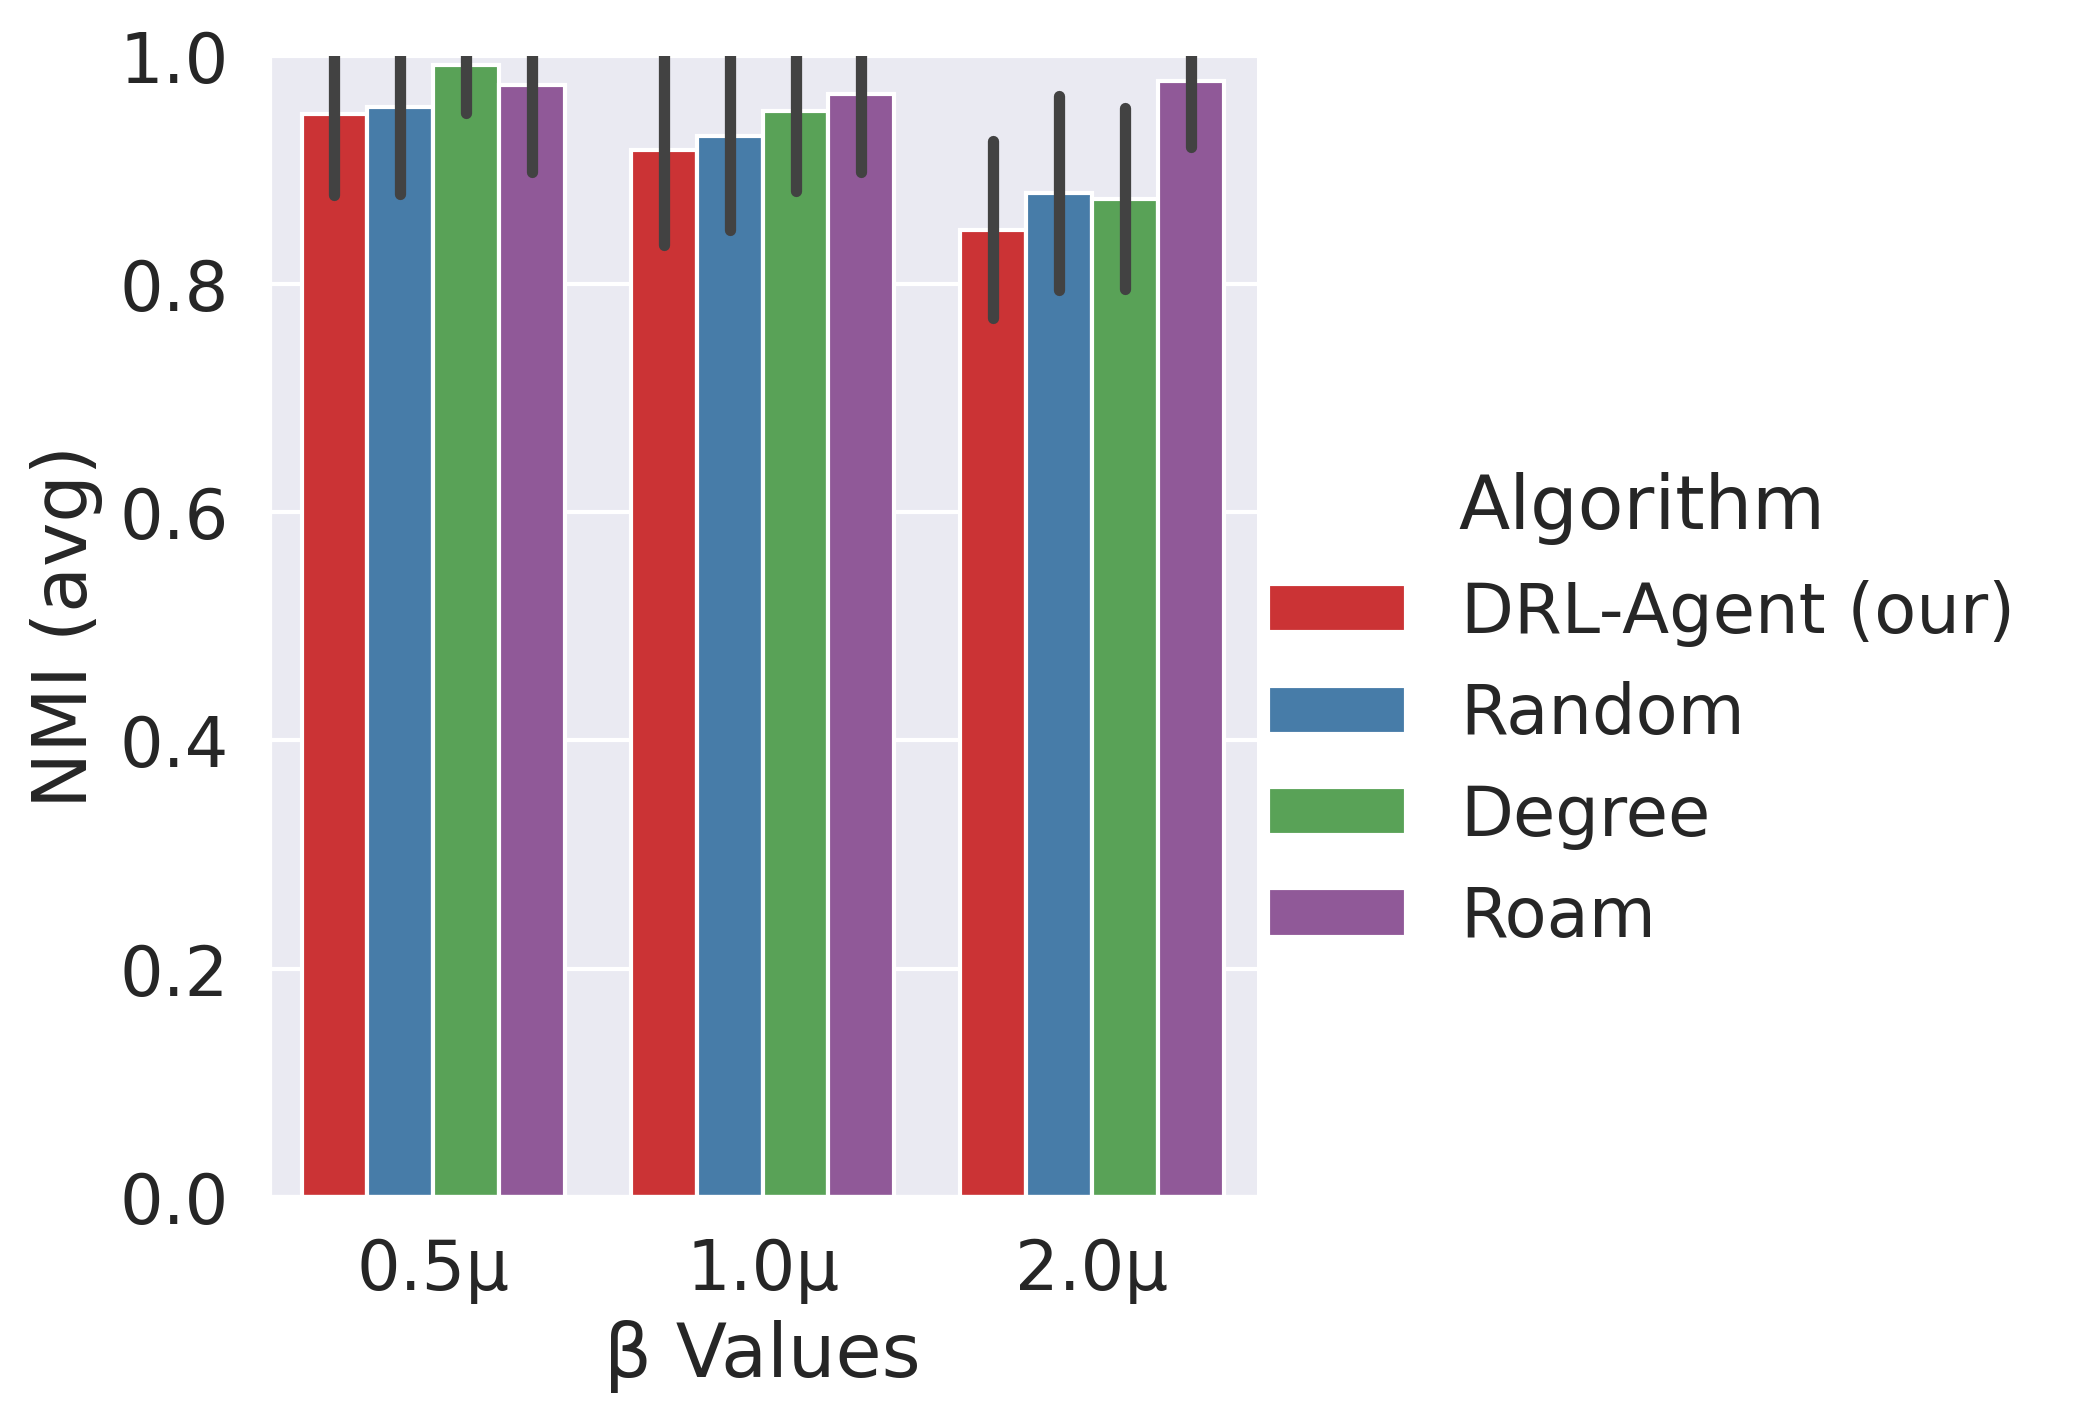 1.0
0.8
0.6
0.4
0.2
0.0
NMI (avg)
0.5μ 1.0μ 2.0μ
β Values
Algorithm
DRL-Agent (our)
Random
Degree
Roam